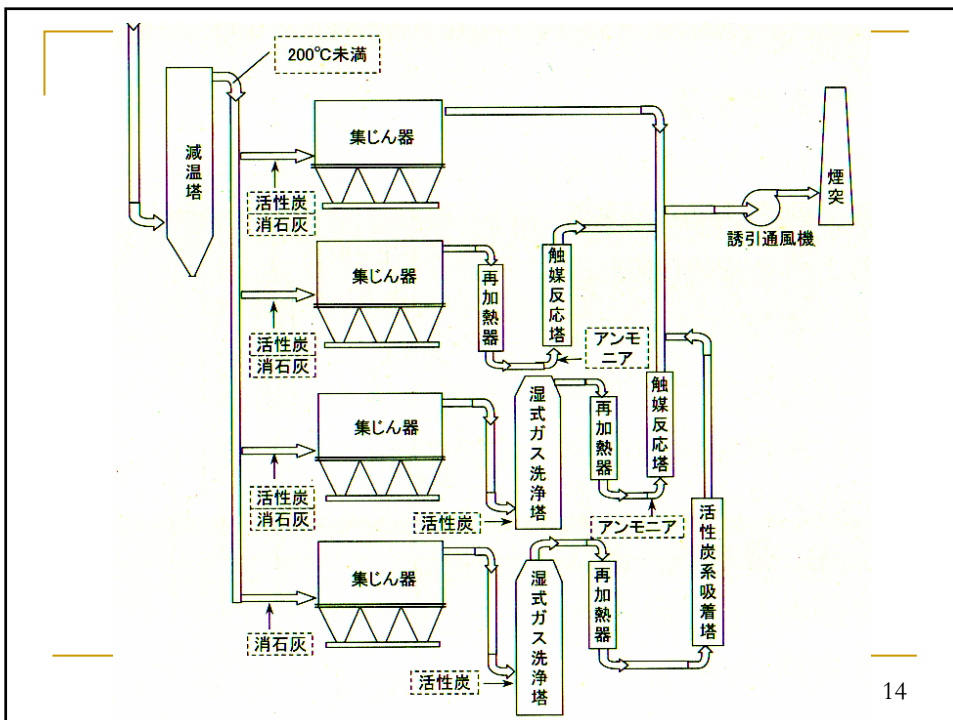 200℃未満
減温塔
集じん器
活性炭
消石灰
煙突
誘引通風機
集じん器
活性炭
消石灰
再加熱器
触媒反応塔
アンモ
ニア
集じん器
活性炭
消石灰
湿式ガス洗浄塔
活性炭
再加熱器
触媒反応塔
アンモニア
集じん器
消石灰
湿式ガス洗浄塔
活性炭
再加熱器
活性炭系吸着塔
14